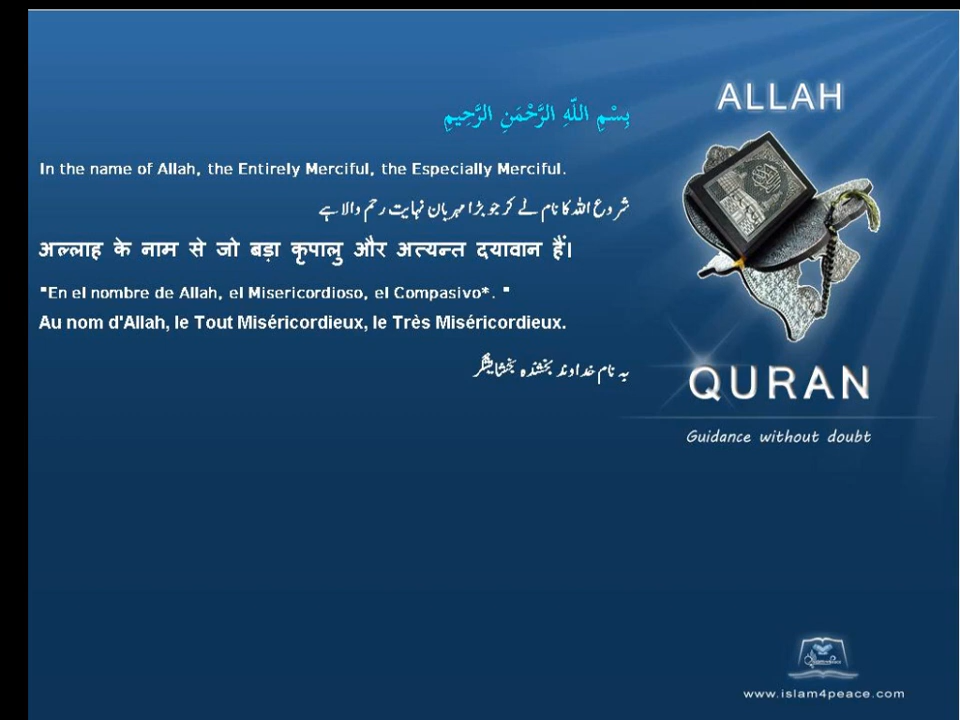 بِسْمِ اللَّهِ الرَّحْمَنِ الرَّحِيمِ
In the name of Allah, the Entirely Merciful, the Especially Merciful.
شروع الله کا نام لے کر جو بڑا مہربان نہایت رحم والا ہے
अल्लाह के नाम से जो बड़ा कृपालु और अत्यन्त दयावान हैं।
"En el nombre de Allah, el Misericordioso, el Compasivo*. "
Au nom d'Allah, le Tout Miséricordieux, le Très Miséricordieux.
به نام خداوند بخشنده بخشایشگر
ALLAH
QURAN
Guidance without doubt
www.islam4peace.com